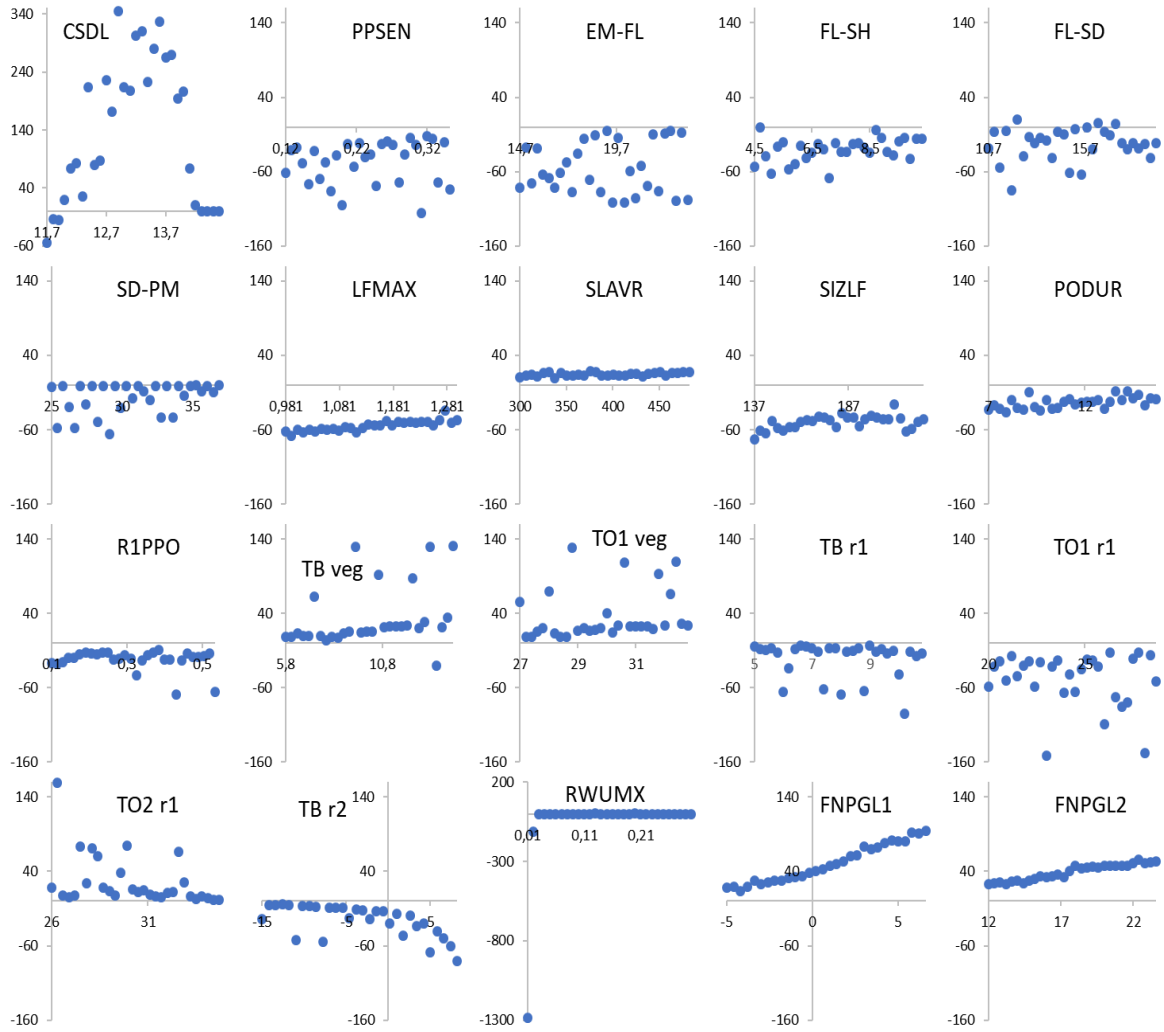 CSDL
340
240
140
40
-60
11,7 12,7 13,7
PPSEN
140
40
-60
-160
0,12 0,22 0,32
EM-FL
140
40
-60
-160
14,7 19,7
FL-SH
140
40
-60
-160
4,5 6,5 8,5
FL-SD
140
40
-60
-160
10,7 15,7
SD-PM
140
40
-60
-160
25 30 35
LFMAX
140
40
-60
-160
0,981 1,081 1,181 1,281
SLAVR
140
40
-60
-160
300 350 400 450
SIZLF
140
40
-60
-160
137 187
PODUR
140
40
-60
-160
7 12
R1PPO
140
40
-60
-160
0,1 0,3 0,5
TB veg
140
40
-60
-160
5,8 10,8
TO1 veg
140
40
-60
-160
27 29 31
TB r1
140
40
-60
-160
5 7 9
TO1 r1
140
40
-60
-160
20 25
TO2 r1
140
40
-60
-160
26 31
TB r2
140
40
-60
-160
-15 -5 5
RWUMX
200
-300
-800
-1300
0,01 0,11 0,21
FNPGL1
140
40
-60
-160
-5 0 5
FNPGL2
140
40
-60
-160
12 17 22